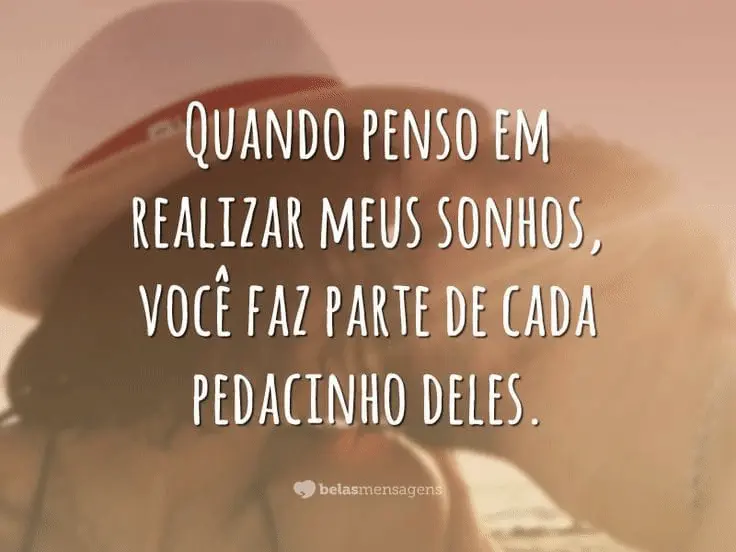 QUANDO PENSO EM
REALIZAR MEUS SONHOS,
VOCÊ FAZ PARTE DE CADA
PEDACINHO DELES.
belasmensagens